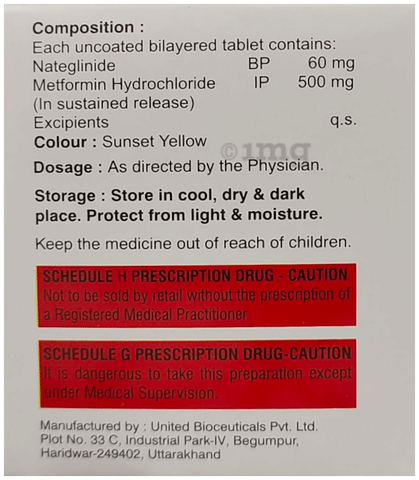 Composition :
Each uncoated bilayered tablet contains:
Nateglinide BP 60 mg
Metformin Hydrochloride IP 500 mg
(In sustained release)
Excipients q.s.
Colour : Sunset Yellow
©1mg
Dosage : As directed by the Physician.
Storage : Store in cool, dry & dark
place. Protect from light & moisture.
Keep the medicine out of reach of children.
SCHEDULE H PRESCRIPTION DRUG - CAUTION
Not to be sold by retail without the prescription of
a Registered Medical Practitioner.
SCHEDULE G PRESCRIPTION DRUG-CAUTION
It is dangerous to take this preparation except
under Medical Supervision.
Manufactured by : United Bioceuticals Pvt. Ltd.
Plot No. 33 C, Industrial Park-IV, Begumpur,
Haridwar-249402, Uttarakhand